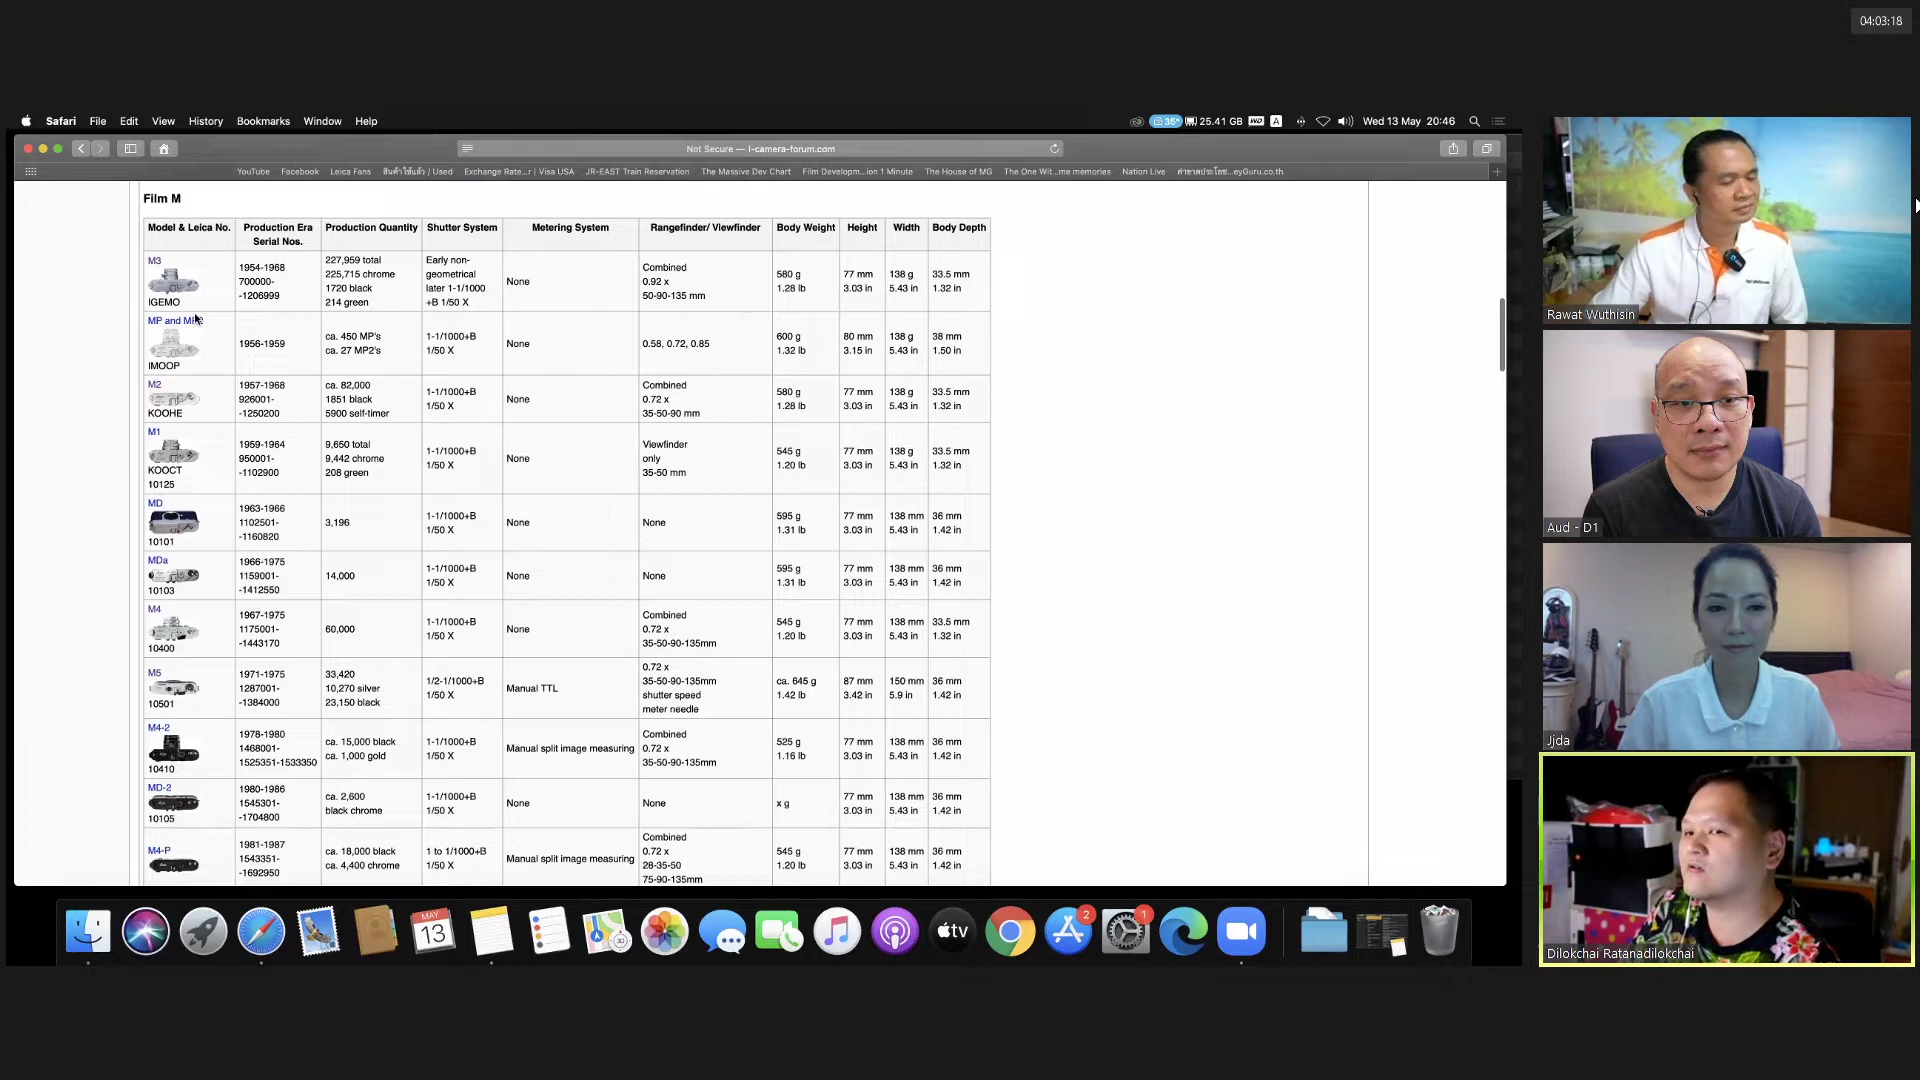 04:03:18
Safari File Edit View History Bookmarks Window Help
35° 25.41 GB A Wed 13 May 20:46
Not Secure — l-camera-forum.com
YouTube Facebook Leica Fans สินค้าใช้แล้ว / Used Exchange Rate...r | Visa USA JR-EAST Train Reservation The Massive Dev Chart Film Developm...ion 1 Minute The House of MG The One Wit...me memories Nation Live
Film M
Model & Leica No. Production Era Serial Nos. Production Quantity Shutter System Metering System Rangefinder/ Viewfinder Body Weight Height Width Body Depth
M3
IGEMO
1954-1968
700000-
-1206999
227,959 total
225,715 chrome
1720 black
214 green
Early non-
geometrical
later 1-1/1000
+B 1/50 X
None
Combined
0.92 x
50-90-135 mm
580 g
1.28 lb
77 mm
3.03 in
138 g
5.43 in
33.5 mm
1.32 in
MP and MP2
IMOOP
1956-1959
ca. 450 MP's
ca. 27 MP2's
1-1/1000+B
1/50 X
None
0.58, 0.72, 0.85
600 g
1.32 lb
80 mm
3.15 in
138 g
5.43 in
38 mm
1.50 in
M2
KOOHE
1957-1968
926001-
-1250200
ca. 82,000
1851 black
5900 self-timer
1-1/1000+B
1/50 X
None
Combined
0.72 x
35-50-90 mm
580 g
1.28 lb
77 mm
3.03 in
138 g
5.43 in
33.5 mm
1.32 in
M1
KOOCT
10125
1959-1964
950001-
-1102900
9,650 total
9,442 chrome
208 green
1-1/1000+B
1/50 X
None
Viewfinder
only
35-50 mm
545 g
1.20 lb
77 mm
3.03 in
138 g
5.43 in
33.5 mm
1.32 in
MD
10101
1963-1966
1102501-
-1160820
3,196
1-1/1000+B
1/50 X
None
None
595 g
1.31 lb
77 mm
3.03 in
138 mm
5.43 in
36 mm
1.42 in
MDa
10103
1966-1975
1159001-
-1412550
14,000
1-1/1000+B
1/50 X
None
None
595 g
1.31 lb
77 mm
3.03 in
138 mm
5.43 in
36 mm
1.42 in
M4
10400
1967-1975
1175001-
-1443170
60,000
1-1/1000+B
1/50 X
None
Combined
0.72 x
35-50-90-135mm
545 g
1.20 lb
77 mm
3.03 in
138 mm
5.43 in
33.5 mm
1.32 in
M5
10501
1971-1975
1287001-
-1384000
33,420
10,270 silver
23,150 black
1/2-1/1000+B
1/50 X
Manual TTL
0.72 x
35-50-90-135mm
shutter speed
meter needle
ca. 645 g
1.42 lb
87 mm
3.42 in
150 mm
5.9 in
36 mm
1.42 in
M4-2
10410
1978-1980
1468001-
1525351-1533350
ca. 15,000 black
ca. 1,000 gold
1-1/1000+B
1/50 X
Manual split image measuring
Combined
0.72 x
35-50-90-135mm
525 g
1.16 lb
77 mm
3.03 in
138 mm
5.43 in
36 mm
1.42 in
MD-2
10105
1980-1986
1545301-
-1704800
ca. 2,600
black chrome
1-1/1000+B
1/50 X
None
None
x g
77 mm
3.03 in
138 mm
5.43 in
36 mm
1.42 in
M4-P
1981-1987
1543351-
-1692950
ca. 18,000 black
ca. 4,400 chrome
1 to 1/1000+B
1/50 X
Manual split image measuring
Combined
0.72 x
28-35-50
75-90-135mm
545 g
1.20 lb
77 mm
3.03 in
138 mm
5.43 in
36 mm
1.42 in
Rawat Wuthisin
Aud - D1
Jjda
Dilokchai Ratanadilokchai
MAY
13
tv
2
1